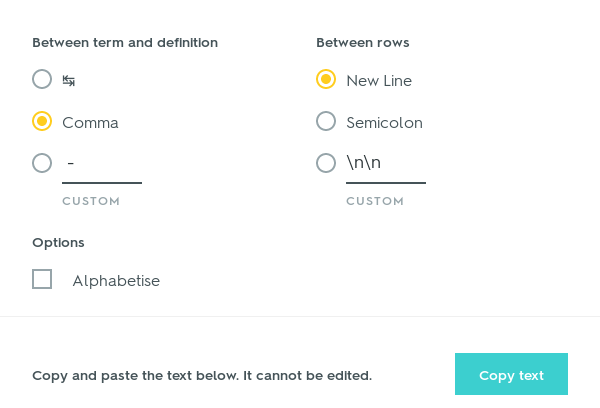 Between term and definition
↹
Comma
-
CUSTOM
Between rows
New Line
Semicolon
\n\n
CUSTOM
Options
Alphabetise
Copy and paste the text below. It cannot be edited.
Copy text